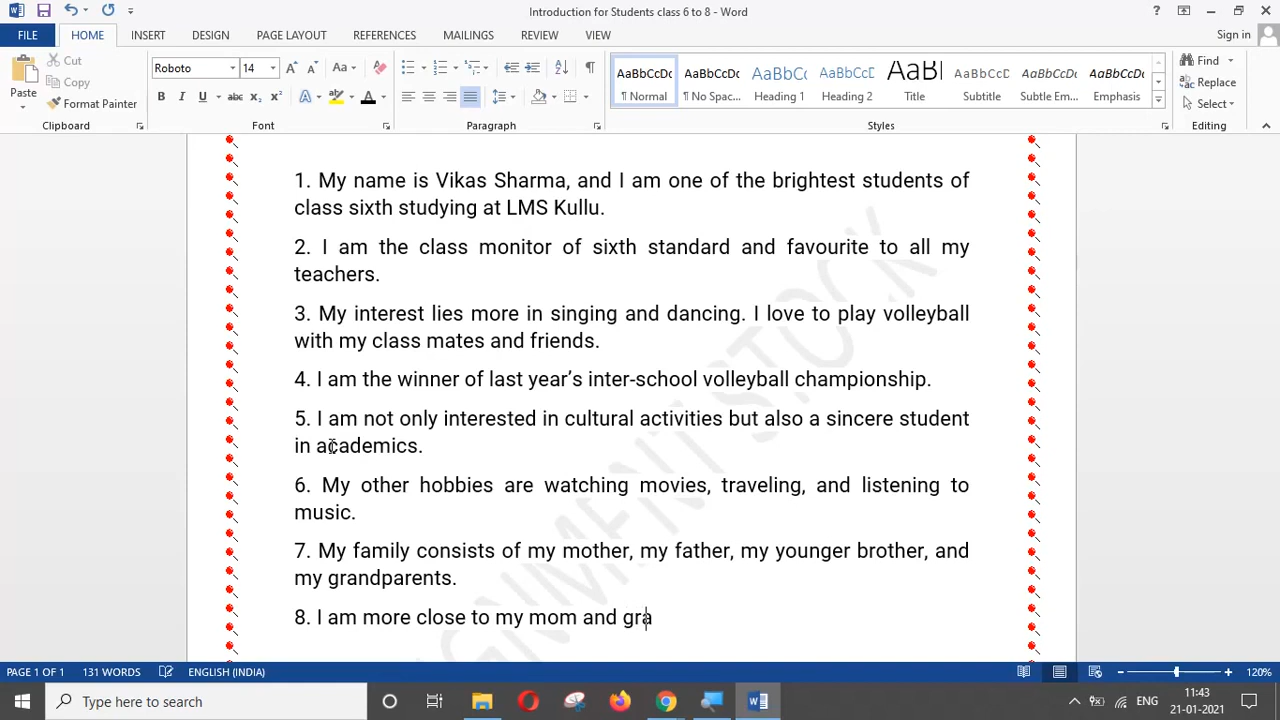 Introduction for Students class 6 to 8 - Word
FILE HOME INSERT DESIGN PAGE LAYOUT REFERENCES MAILINGS REVIEW VIEW Sign in
Paste Cut Copy Format Painter
Roboto 14
AaBbCcDc AaBbCcDc AaBbCc AaBbCcD AaBl AaBbCcD AaBbCcDc AaBbCcDc
¶ Normal ¶ No Spac... Heading 1 Heading 2 Title Subtitle Subtle Em... Emphasis
Find Replace Select
Clipboard Font Paragraph Styles Editing
1. My name is Vikas Sharma, and I am one of the brightest students of
class sixth studying at LMS Kullu.
2. I am the class monitor of sixth standard and favourite to all my
teachers.
3. My interest lies more in singing and dancing. I love to play volleyball
with my class mates and friends.
4. I am the winner of last year’s inter-school volleyball championship.
5. I am not only interested in cultural activities but also a sincere student
in academics.
6. My other hobbies are watching movies, traveling, and listening to
music.
7. My family consists of my mother, my father, my younger brother, and
my grandparents.
8. I am more close to my mom and gra
PAGE 1 OF 1 131 WORDS ENGLISH (INDIA) 120%
Type here to search ENG 11:43
21-01-2021